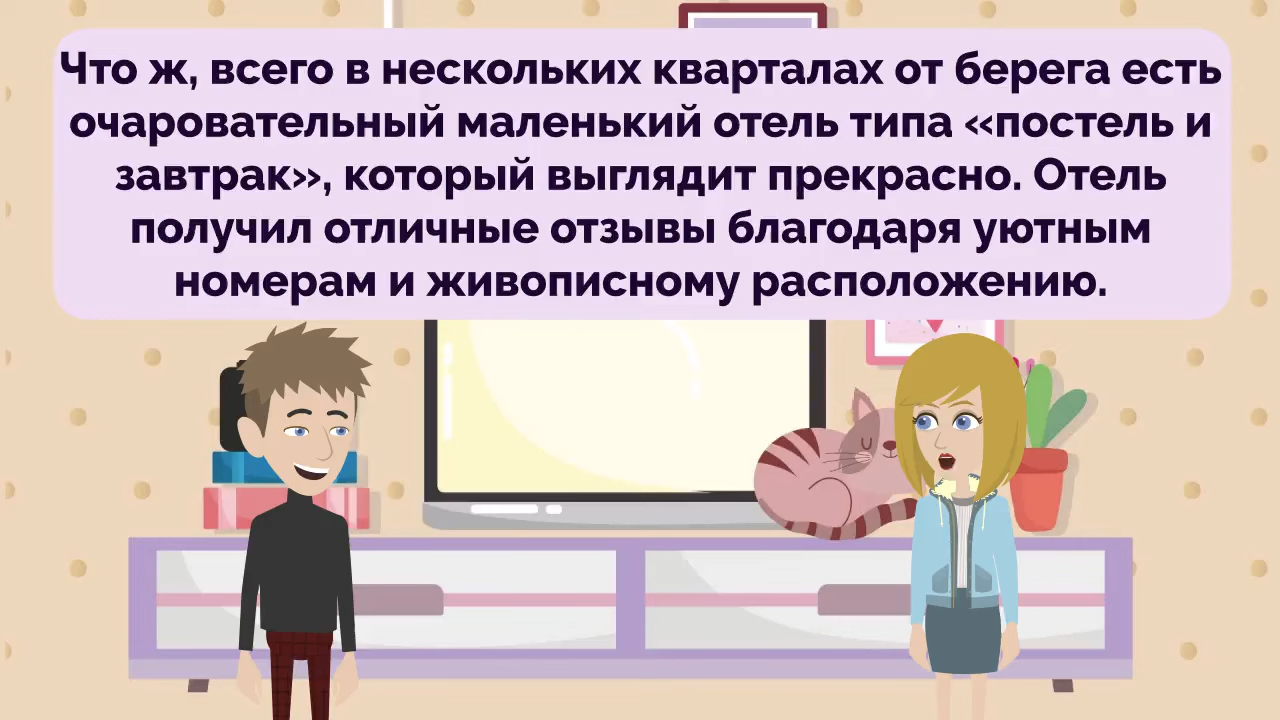 Что ж, всего в нескольких кварталах от берега есть
очаровательный маленький отель типа «постель и
завтрак», который выглядит прекрасно. Отель
получил отличные отзывы благодаря уютным
номерам и живописному расположению.